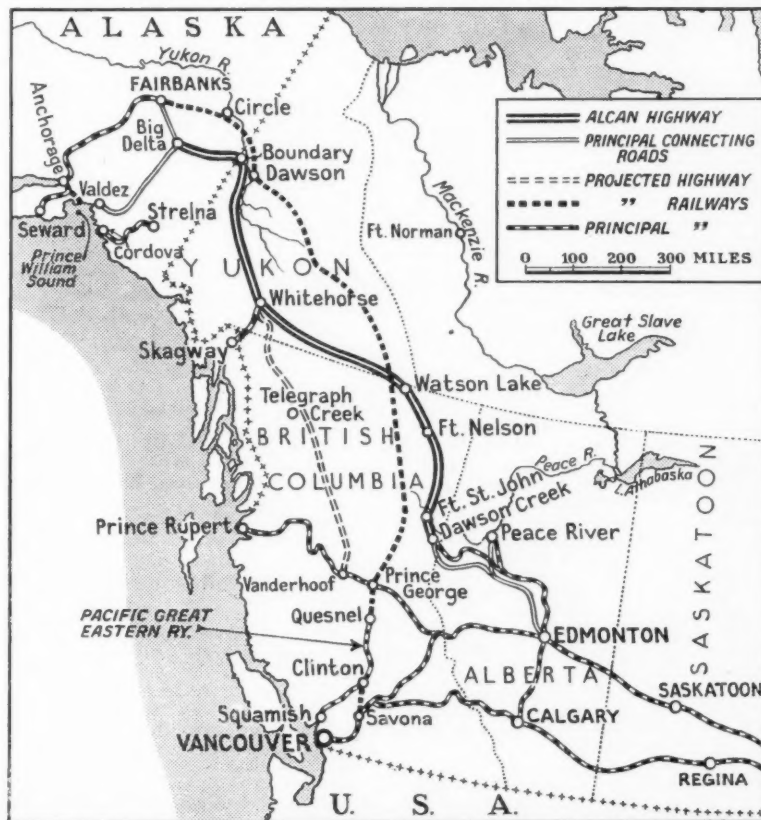 ALASKA
Yukon R.
FAIRBANKS
Circle
Anchorage
Big
Delta
Boundary
Dawson
Valdez
Strelna
Seward
Cordova
Prince
William
Sound
YUKON
Whitehorse
Skagway
Ft. Norman
Mackenzie R.
ALCAN HIGHWAY
PRINCIPAL CONNECTING
ROADS
PROJECTED HIGHWAY
" RAILWAYS
PRINCIPAL "
0 100 200 300 MILES
Great Slave
Lake
Watson Lake
Telegraph
Creek
Ft. Nelson
BRITISH
COLUMBIA
Peace R.
L. Athabaska
Ft. St. John
Dawson Creek
Peace River
SASKATOON
Prince Rupert
Vanderhoof
Prince
George
PACIFIC GREAT
EASTERN RY.
Quesnel
EDMONTON
Clinton
ALBERTA
SASKATOON
Squamish
Savona
CALGARY
VANCOUVER
REGINA
U. S. A.